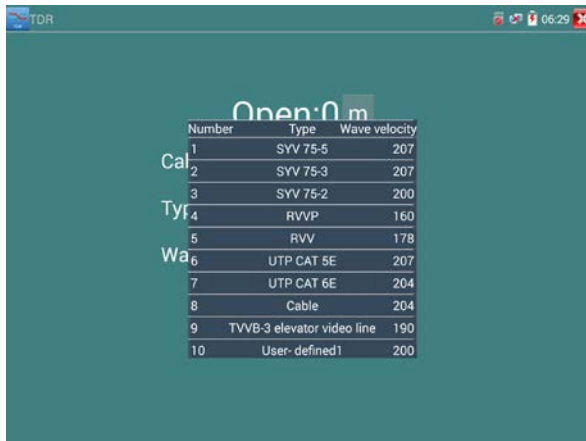 TDR 06:29
Open:0 m
Number Type Wave velocity
1 SYV 75-5 207
2 SYV 75-3 207
3 SYV 75-2 200
4 RVVP 160
5 RVV 178
6 UTP CAT 5E 207
7 UTP CAT 6E 204
8 Cable 204
9 TVVB-3 elevator video line 190
10 User- defined1 200